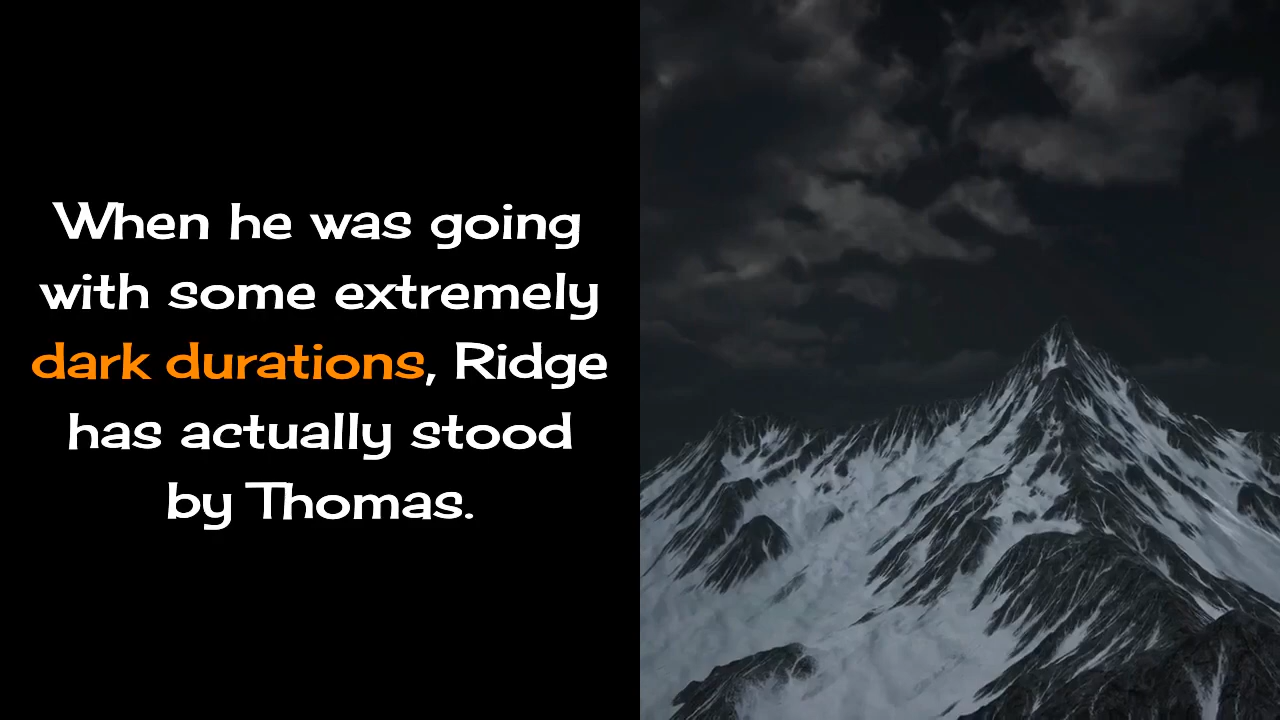 When he was going
with some extremely
dark durations, Ridge
has actually stood
by Thomas.